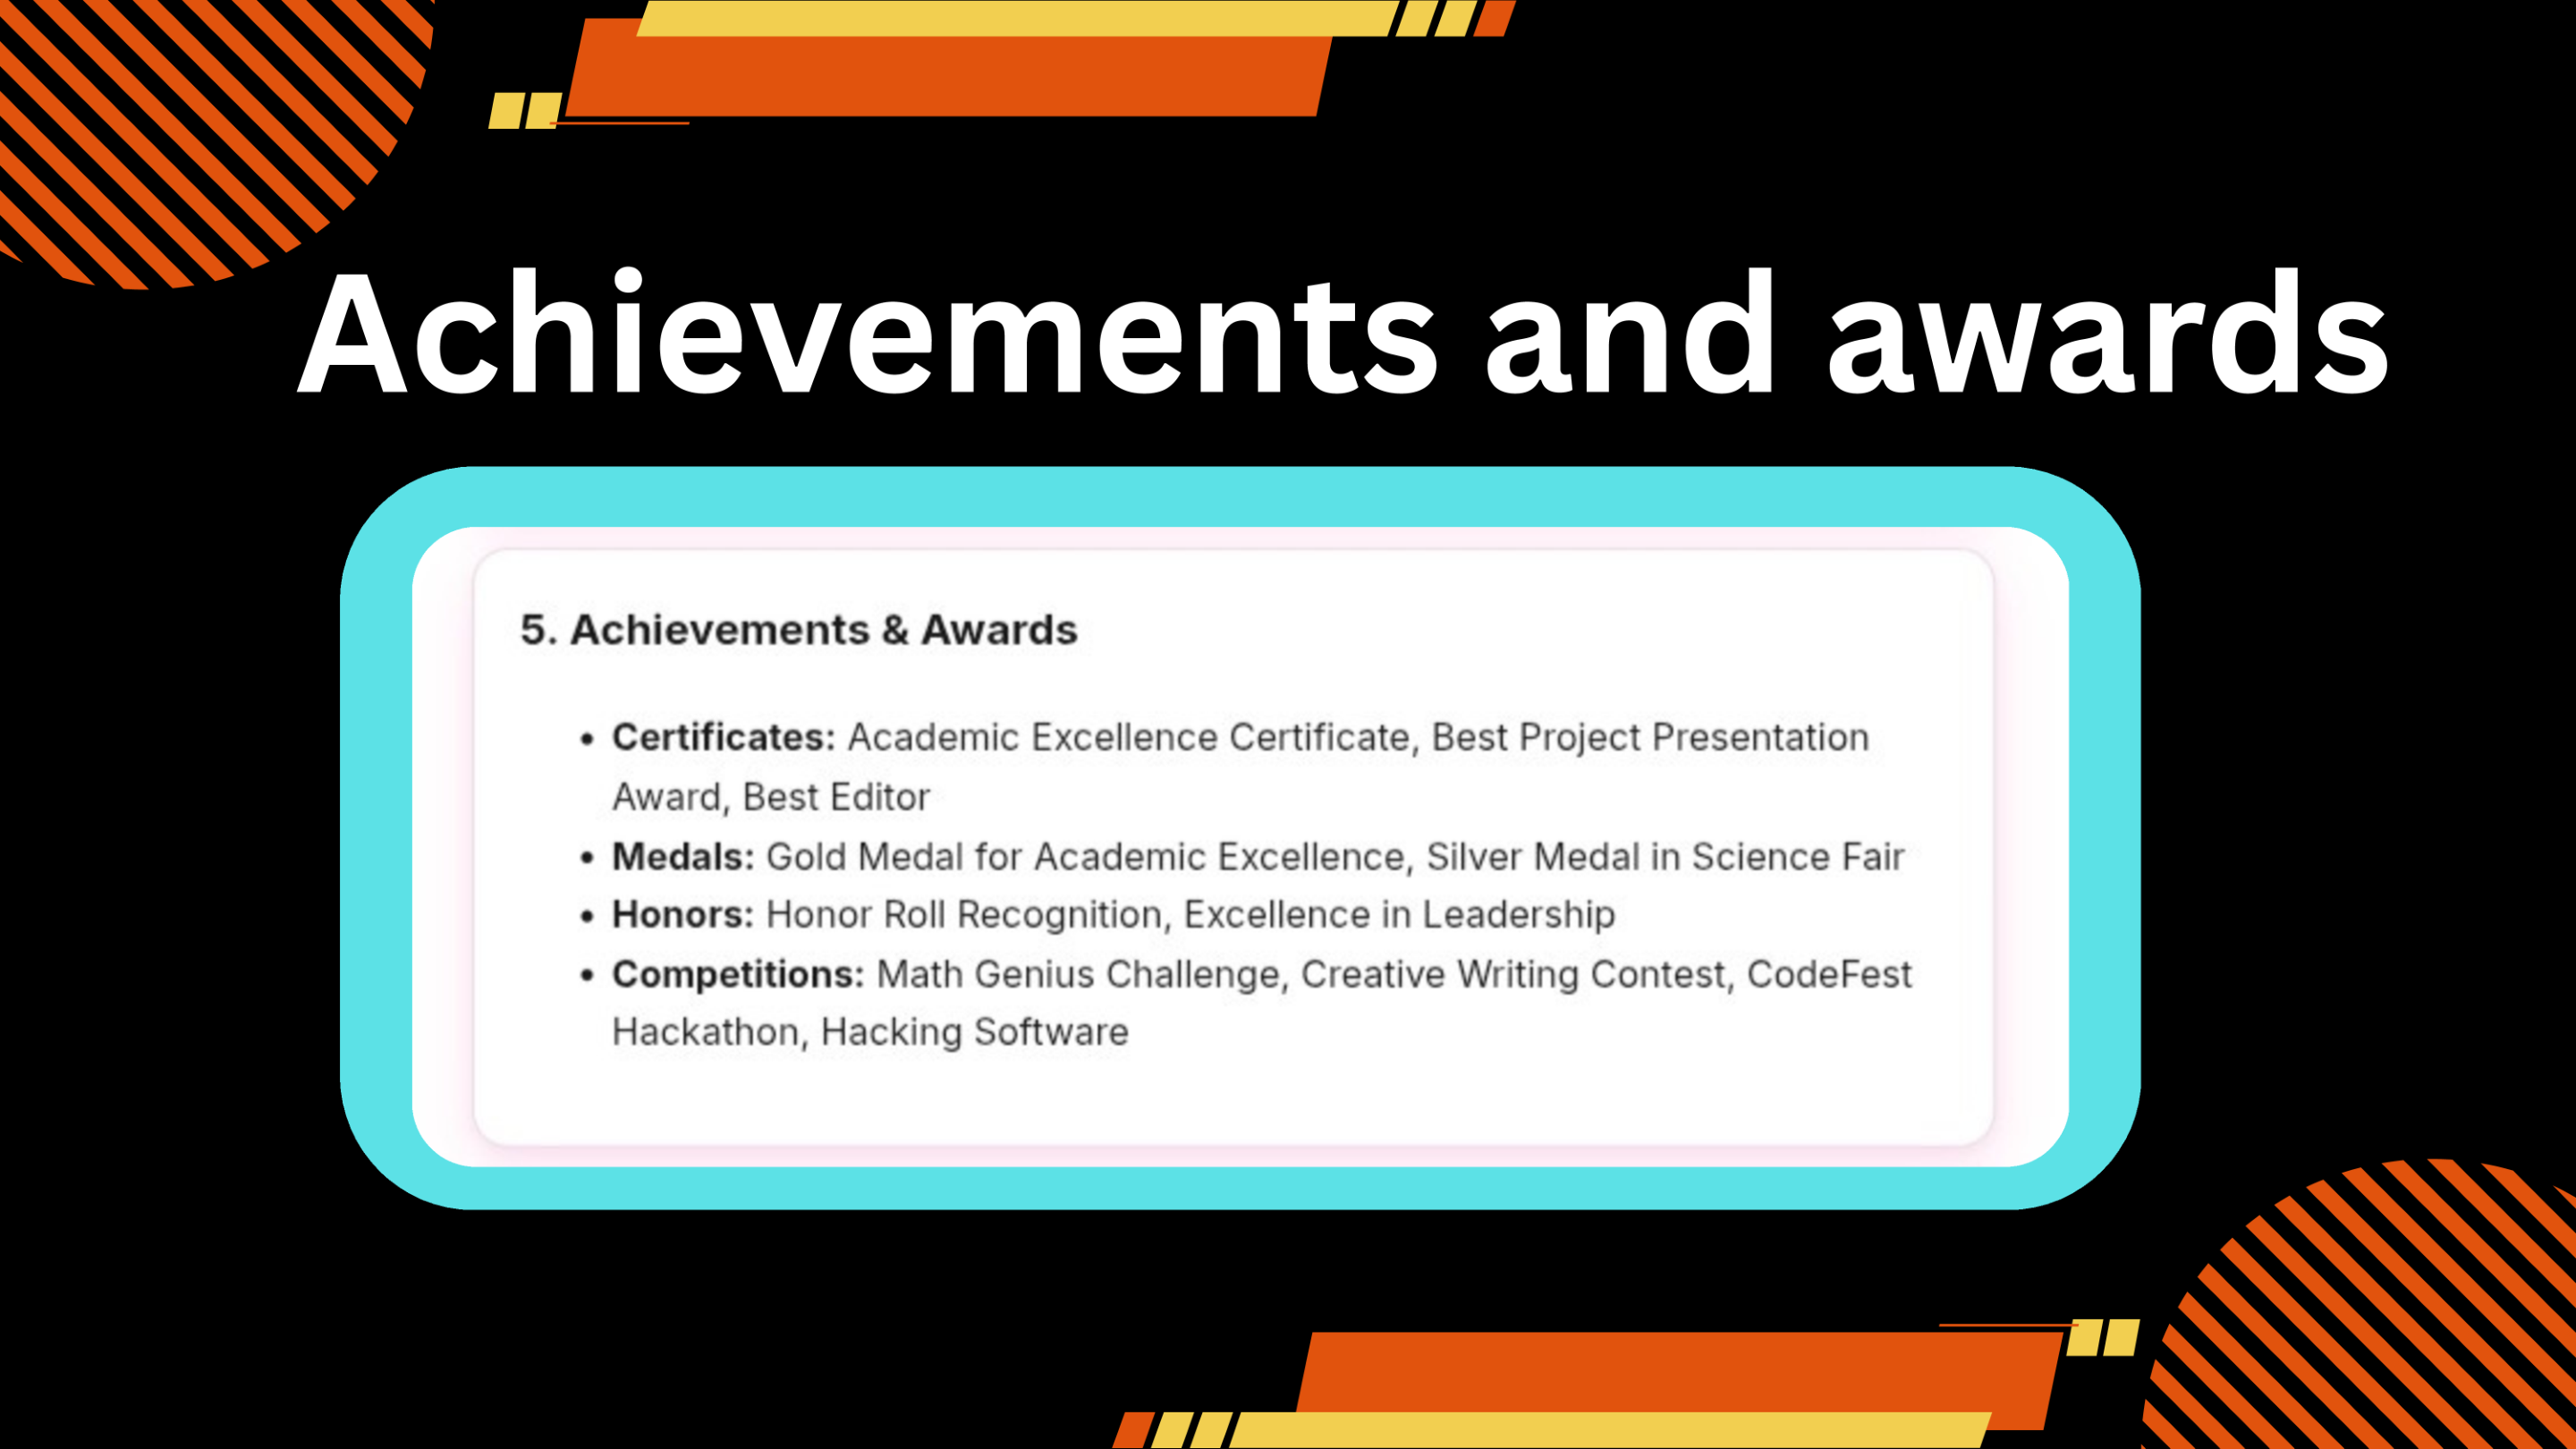 Achievements and awards
5. Achievements & Awards
• Certificates: Academic Excellence Certificate, Best Project Presentation
Award, Best Editor
• Medals: Gold Medal for Academic Excellence, Silver Medal in Science Fair
• Honors: Honor Roll Recognition, Excellence in Leadership
• Competitions: Math Genius Challenge, Creative Writing Contest, CodeFest
Hackathon, Hacking Software